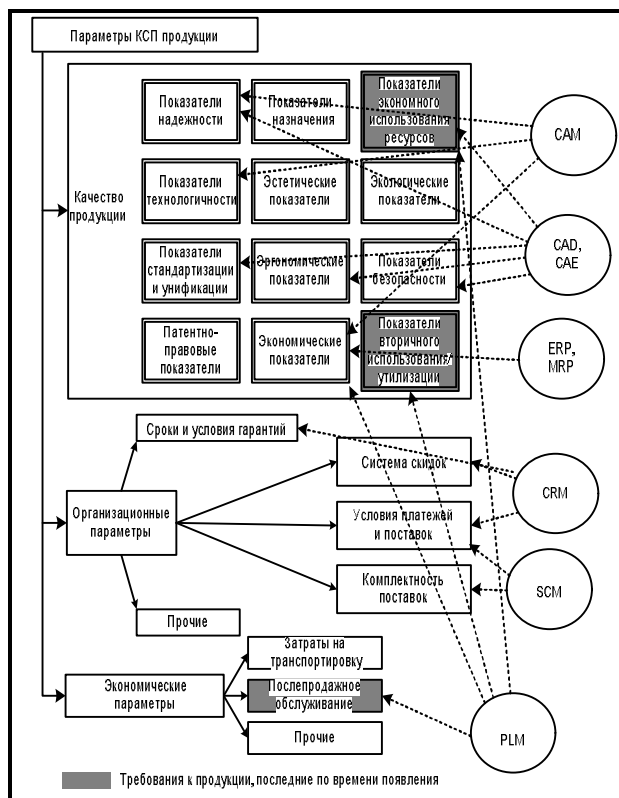 Параметры КСП продукции
Показатели
надежности
Показатели
назначения
Показатели
экономного
использования
ресурсов
CAM
Качество
продукции
Показатели
технологичности
Эстетические
показатели
Экологические
показатели
CAD,
CAE
Показатели
стандартизации
и унификации
Эргономические
показатели
Показатели
безопасности
Патентно-
правовые
показатели
Экономические
показатели
Показатели
вторичного
использования/
утилизации
ERP,
MRP
Сроки и условия гарантий
Система скидок
CRM
Организационные
параметры
Условия платежей
и поставок
Комплектность
поставок
SCM
Прочие
Затраты на
транспортировку
Экономические
параметры
Послепродажное
обслуживание
Прочие
PLM
Требования к продукции, последние по времени появления